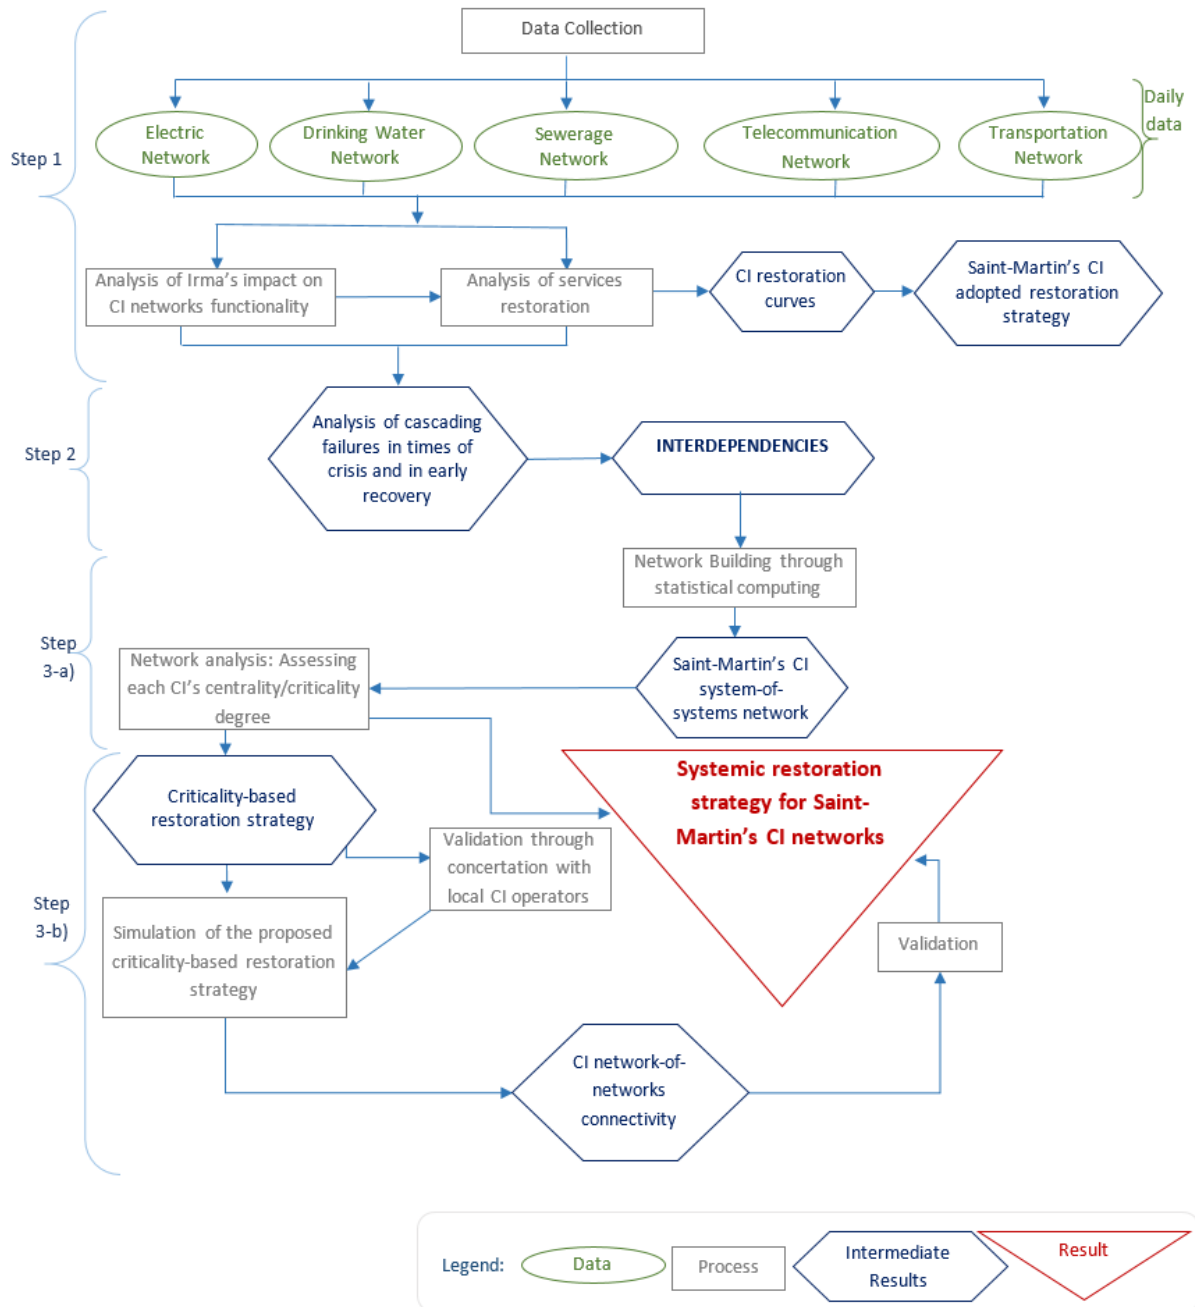 Data Collection
Daily
data
Electric
Network
Drinking Water
Network
Sewerage
Network
Telecommunication
Network
Transportation
Network
Step 1
Analysis of Irma’s impact on
CI networks functionality
Analysis of services
restoration
CI restoration
curves
Saint-Martin’s CI
adopted restoration
strategy
Step 2
Analysis of cascading
failures in times of
crisis and in early
recovery
INTERDEPENDENCIES
Network Building through
statistical computing
Step
3-a)
Saint-Martin’s CI
system-of-
systems network
Network analysis: Assessing
each CI’s centrality/criticality
degree
Criticality-based
restoration strategy
Systemic restoration
strategy for Saint-
Martin’s CI networks
Validation through
concertation with
local CI operators
Step
3-b)
Simulation of the proposed
criticality-based restoration
strategy
Validation
CI network-of-
networks
connectivity
Legend:
Data
Process
Intermediate
Results
Result